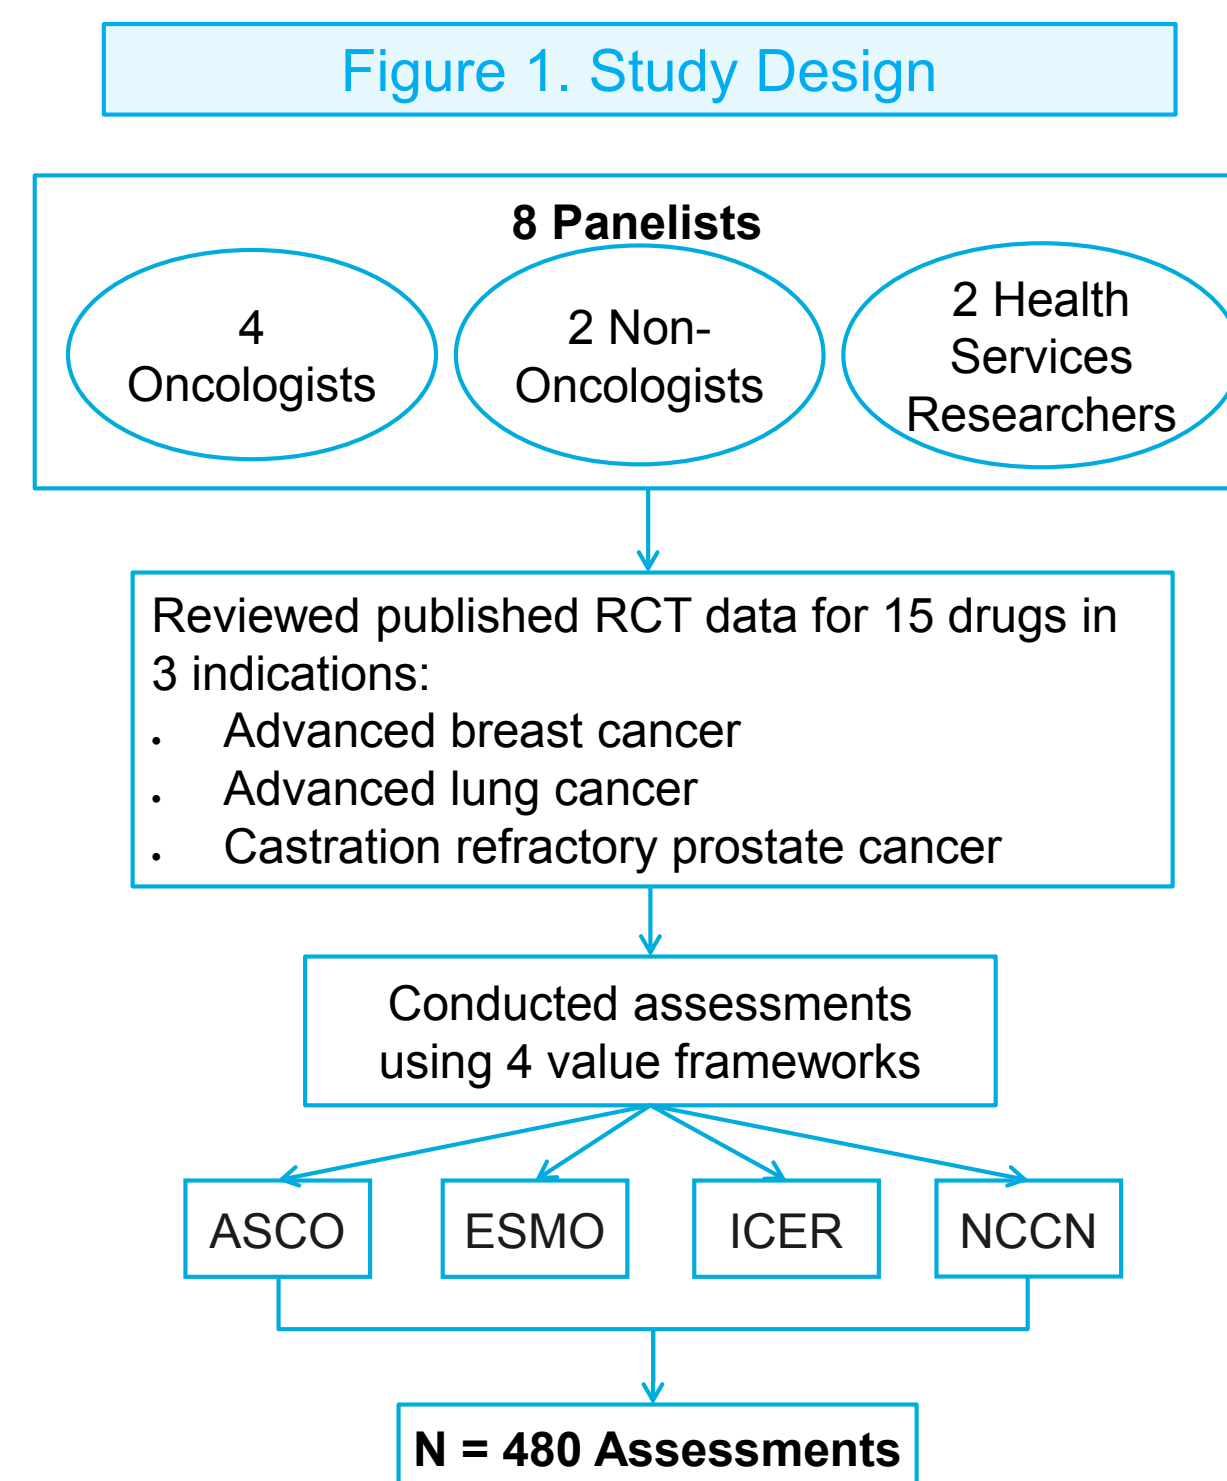 Figure 1. Study Design
8 Panelists
4
Oncologists
2 Non-
Oncologists
2 Health
Services
Researchers
Reviewed published RCT data for 15 drugs in
3 indications:
• Advanced breast cancer
• Advanced lung cancer
• Castration refractory prostate cancer
Conducted assessments
using 4 value frameworks
ASCO
ESMO
ICER
NCCN
N = 480 Assessments